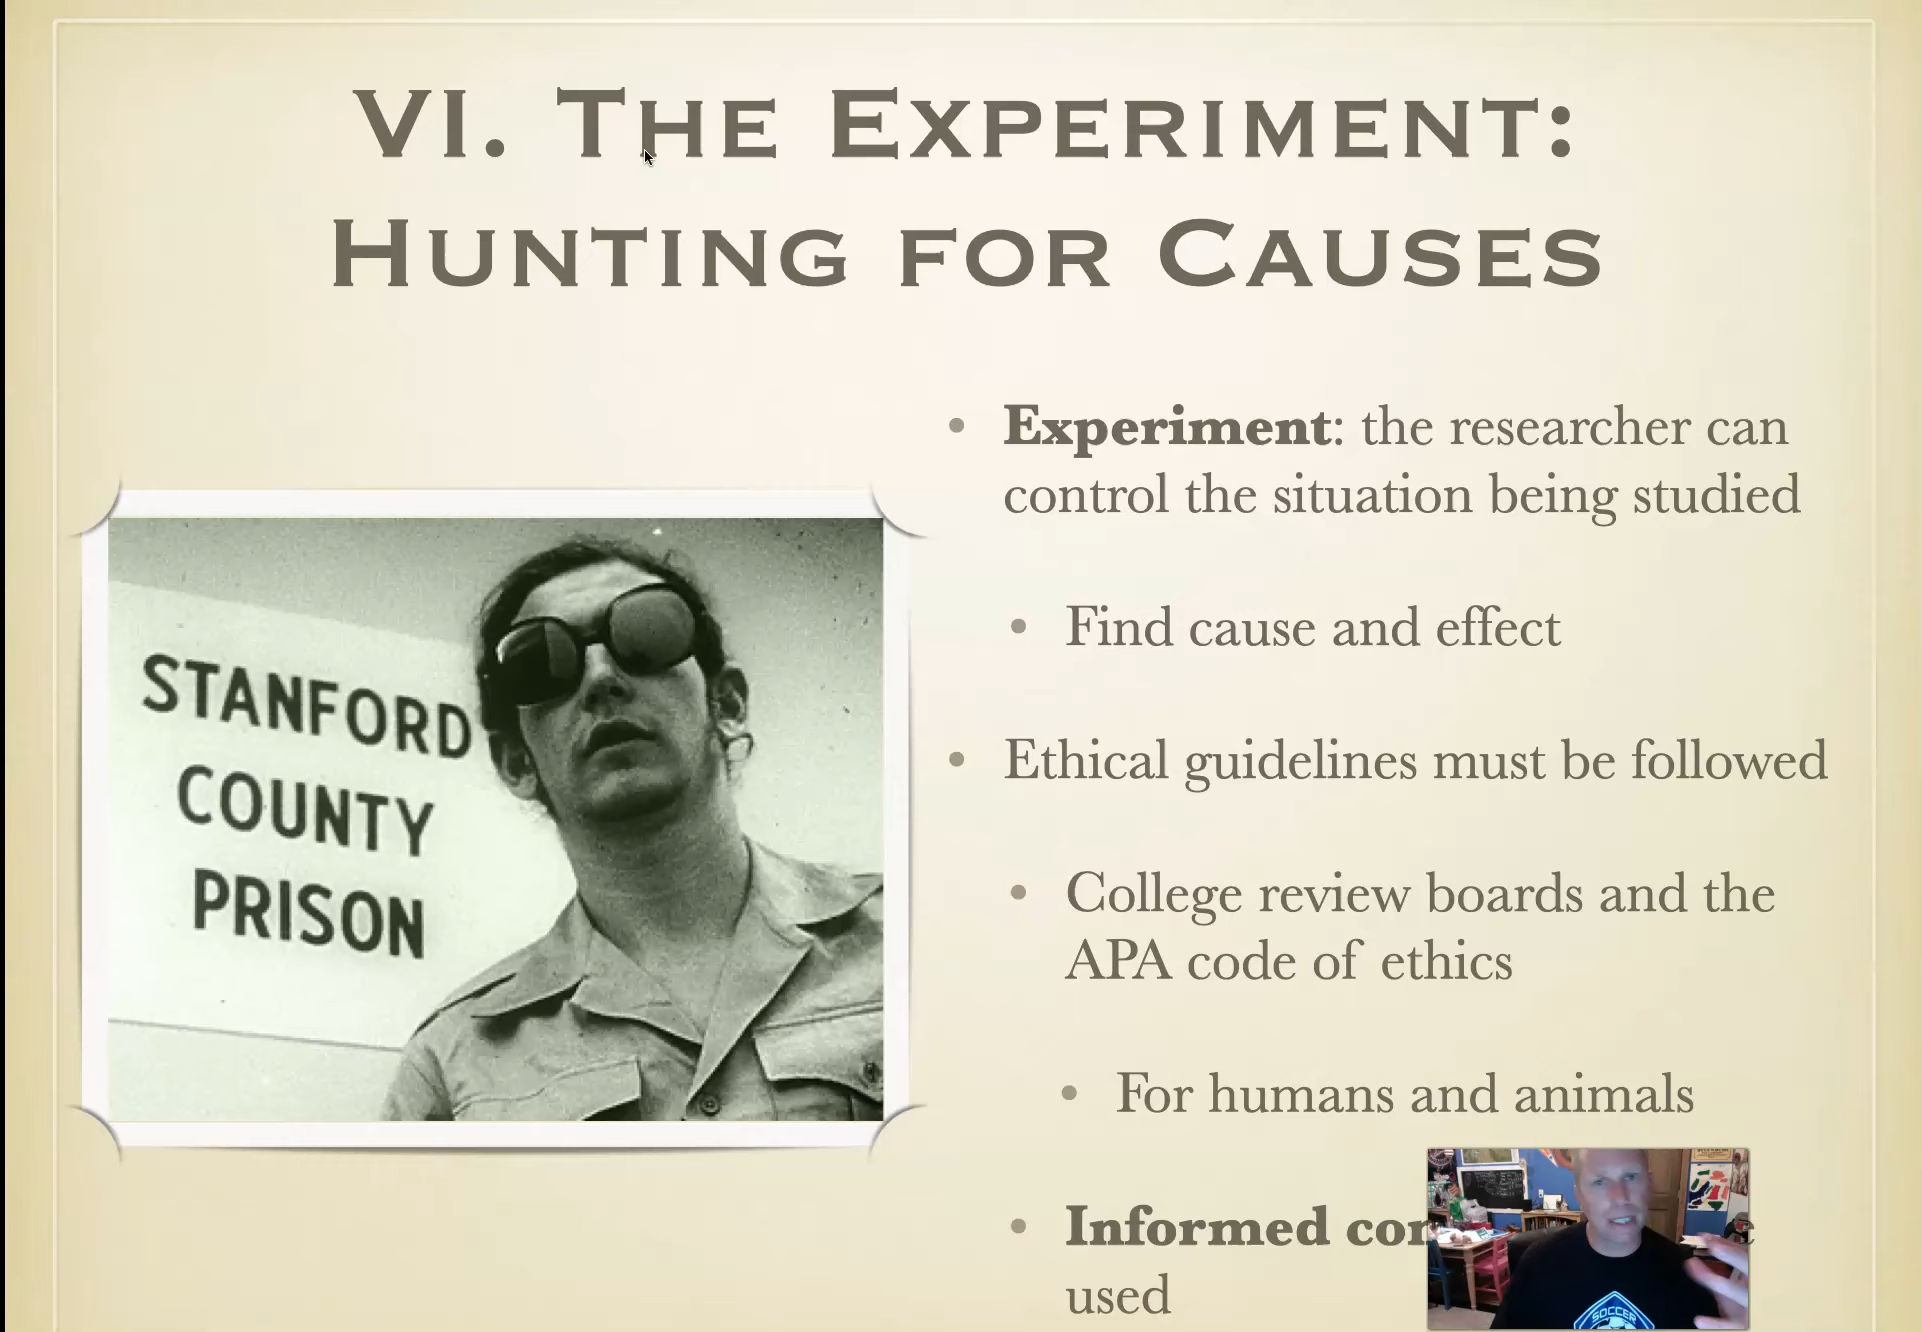 VI. The Experiment:
Hunting for Causes
• Experiment: the researcher can
control the situation being studied
• Find cause and effect
• Ethical guidelines must be followed
• College review boards and the
APA code of ethics
• For humans and animals
• Informed
used
STANFORD
COUNTY
PRISON
SOCCER